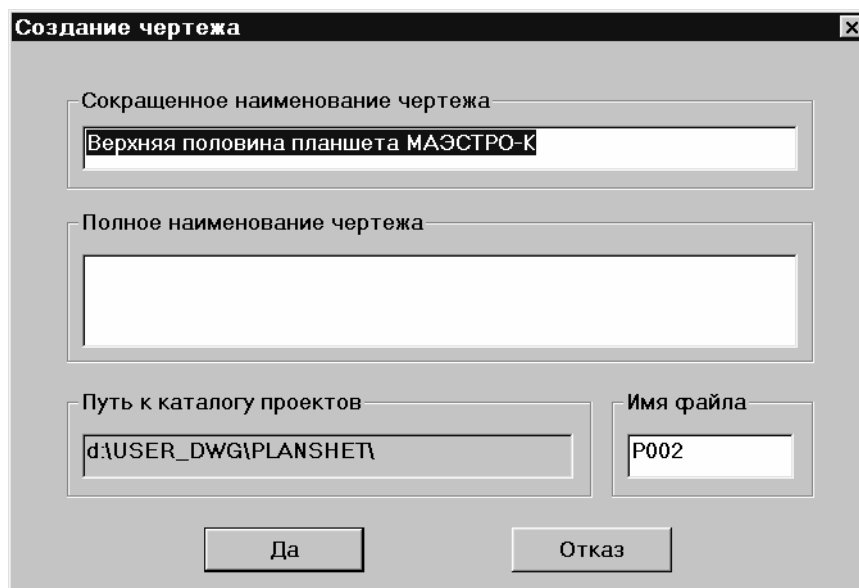 Создание чертежа
Сокращенное наименование чертежа
Верхняя половина планшета МАЭСТРО-К
Полное наименование чертежа
Путь к каталогу проектов
Имя файла
d:\USER_DWG\PLANSHET\
P002
Да
Отказ